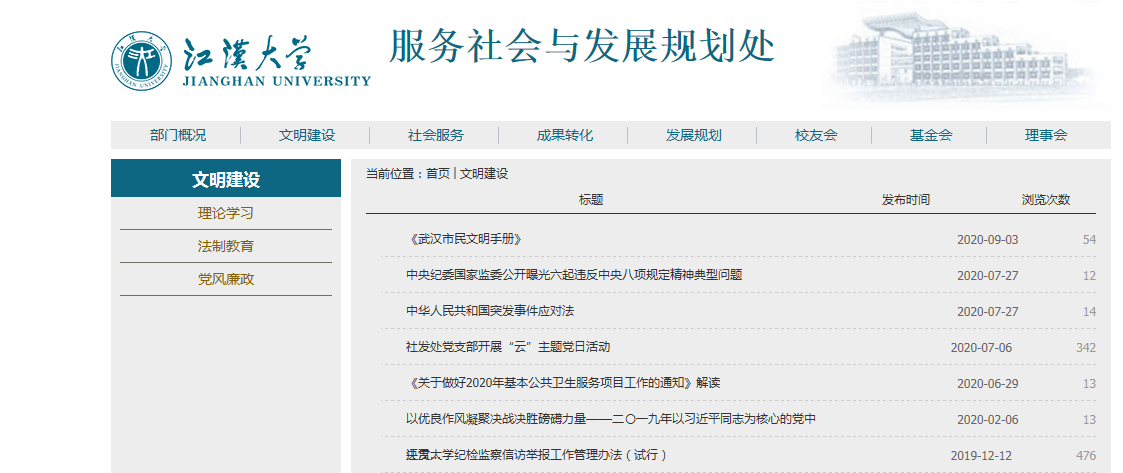 江漢大学
JIANGHAN UNIVERSITY
服务社会与发展规划处
部门概况 文明建设 社会服务 成果转化 发展规划 校友会 基金会 理事会
文明建设
理论学习
法制教育
党风廉政
当前位置：首页 | 文明建设
标题 发布时间 浏览次数
《武汉市民文明手册》 2020-09-03 54
中央纪委国家监委公开曝光六起违反中央八项规定精神典型问题 2020-07-27 12
中华人民共和国突发事件应对法 2020-07-27 14
社发处党支部开展“云”主题党日活动 2020-07-06 342
《关于做好2020年基本公共卫生服务项目工作的通知》解读 2020-06-29 13
以优良作风凝聚决战决胜磅礴力量——二〇一九年以习近平同志为核心的党中 2020-02-06 13
大学纪检监察信访举报工作管理办法（试行） 2019-12-12 476